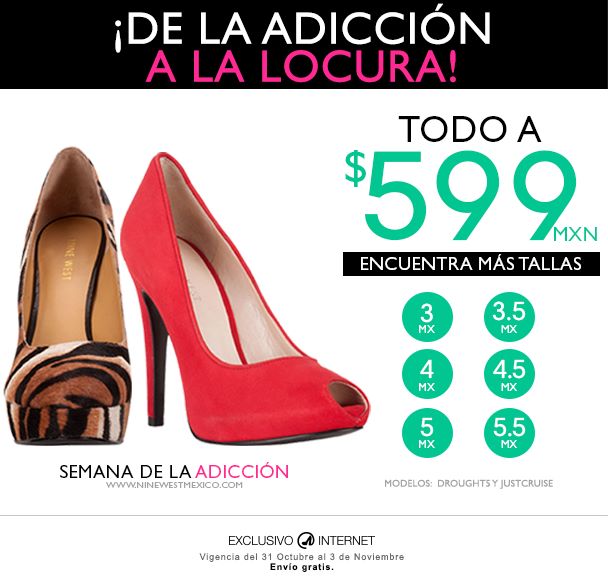 ¡DE LA ADICCIÓN
A LA LOCURA!
TODO A
$599 MXN
ENCUENTRA MÁS TALLAS
3 MX
3.5 MX
4 MX
4.5 MX
5 MX
5.5 MX
NINE WEST
SEMANA DE LA ADICCIÓN
WWW.NINEWESTMEXICO.COM
MODELOS: DROUGHTS Y JUSTCRUISE
EXCLUSIVO INTERNET
Vigencia del 31 Octubre al 3 de Noviembre
Envío gratis.